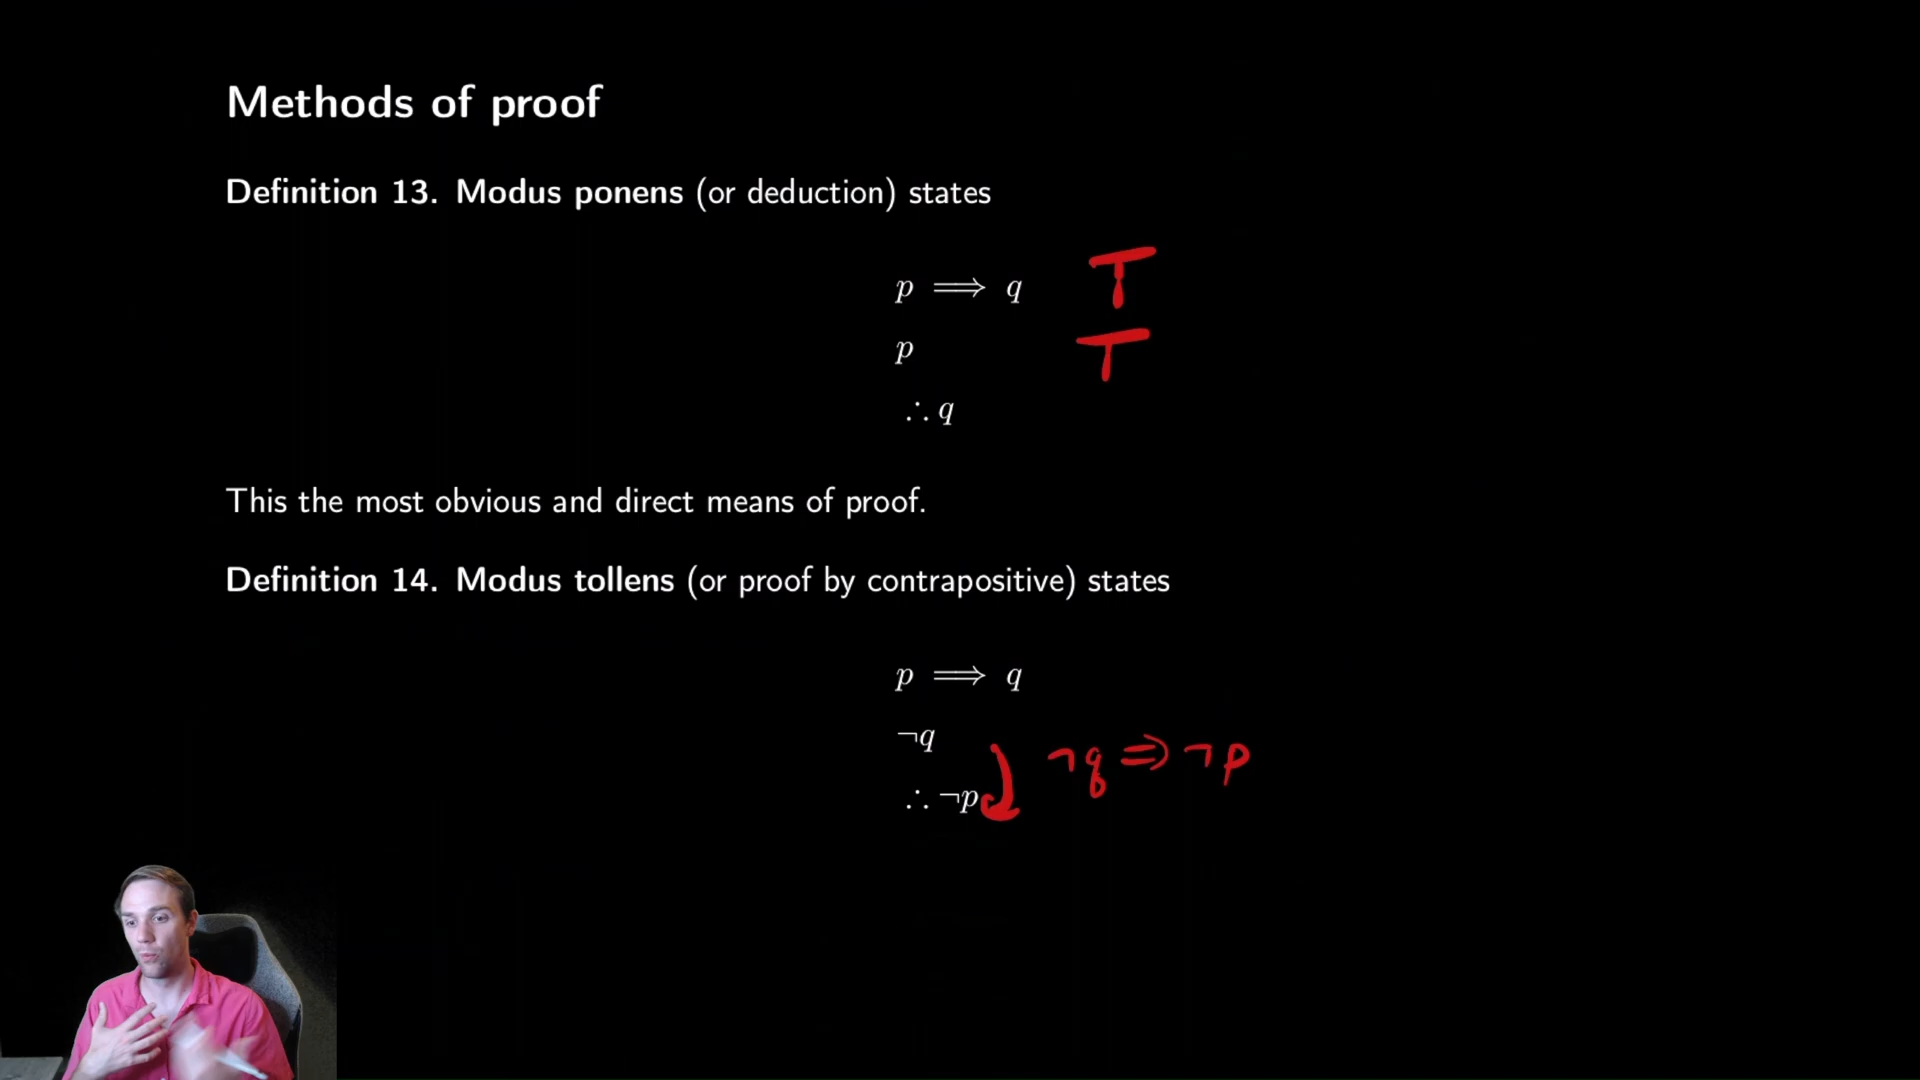 Methods of proof
Definition 13. Modus ponens (or deduction) states
p ⟹ q T
p T
∴ q
This the most obvious and direct means of proof.
Definition 14. Modus tollens (or proof by contrapositive) states
p ⟹ q
¬q ¬q ⇒ ¬p
∴ ¬p